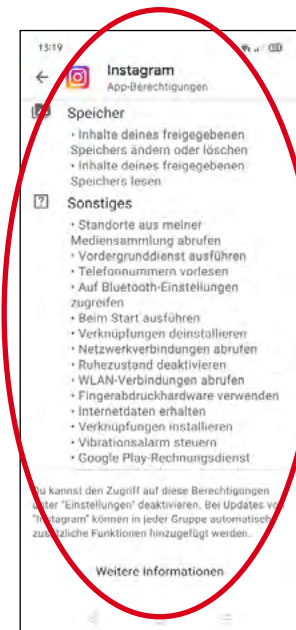 13:19
Instagram
App-Berechtigungen
Speicher
• Inhalte deines freigegebenen
Speichers ändern oder löschen
• Inhalte deines freigegebenen
Speichers lesen
Sonstiges
• Standorte aus meiner
Mediensammlung abrufen
• Vordergrunddienst ausführen
• Telefonnummern vorlesen
• Auf Bluetooth-Einstellungen
zugreifen
• Beim Start ausführen
• Verknüpfungen deinstallieren
• Netzwerkverbindungen abrufen
• Ruhezustand deaktivieren
• WLAN-Verbindungen abrufen
• Fingerabdruckhardware verwenden
• Internetdaten erhalten
• Verknüpfungen installieren
• Vibrationsalarm steuern
• Google Play-Rechnungsdienst
Du kannst den Zugriff auf diese Berechtigungen
unter "Einstellungen" deaktivieren. Bei Updates von
"Instagram" können in jeder Gruppe automatisch
zusätzliche Funktionen hinzugefügt werden.
Weitere Informationen